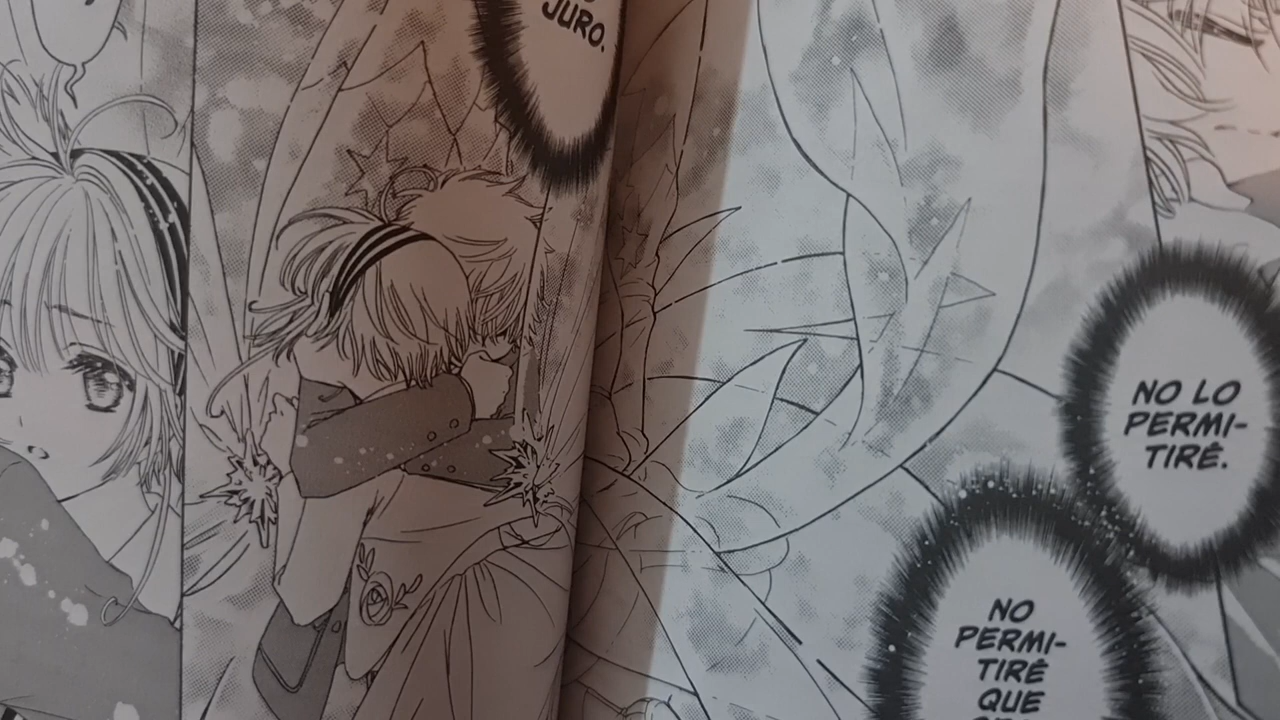 JURO.
NO LO
PERMI-
TIRÉ.
NO
PERMI-
TIRÉ
QUE